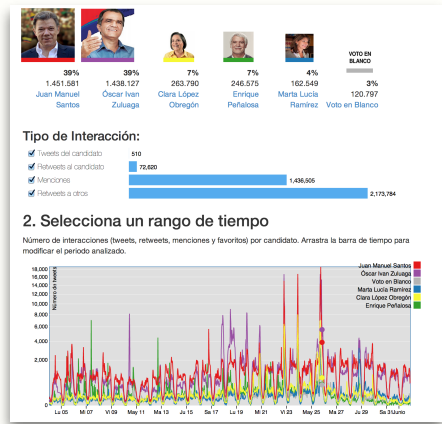 VOTO EN
BLANCO
39% 39% 7% 7% 4% 3%
1.451.581 1.438.127 263.790 246.575 162.549 120.797
Juan Manuel Santos Óscar Ivan Zuluaga Clara López Obregón Enrique Peñalosa Marta Lucía Ramírez Voto en Blanco
Tipo de Interacción:
Tweets del candidato 510
Retweets al candidato 72,620
Menciones 1,436,505
Retweets a otros 2,173,784
2. Selecciona un rango de tiempo
Número de interacciones (tweets, retweets, menciones y favoritos) por candidato. Arrastra la barra de tiempo para
modificar el periodo analizado.
Número de tweets
18,000
16,000
14,000
12,000
10,000
8,000
6,000
4,000
2,000
0
Juan Manuel Santos
Óscar Ivan Zuluaga
Voto en Blanco
Marta Lucía Ramírez
Clara López Obregón
Enrique Peñalosa
Lu 05 Mi 07 Vi 09 May 11 Ma 13 Ju 15 Sa 17 Lu 19 Mi 21 Vi 23 May 25 Ma 27 Ju 29 Sa 31 Junio